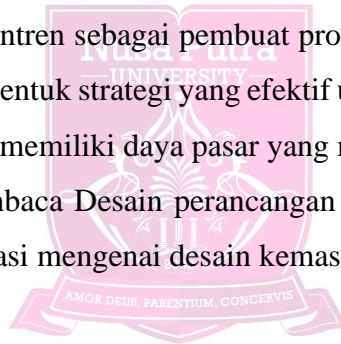 ntren sebagai pembuat pro
Nusa Putra
UNIVERSITY
entuk strategi yang efektif u
memiliki daya pasar yang
nbaca Desain perancangan
asi mengenai desain kemas
AMOR DEUS, PARENTIUM, CONCERVIS